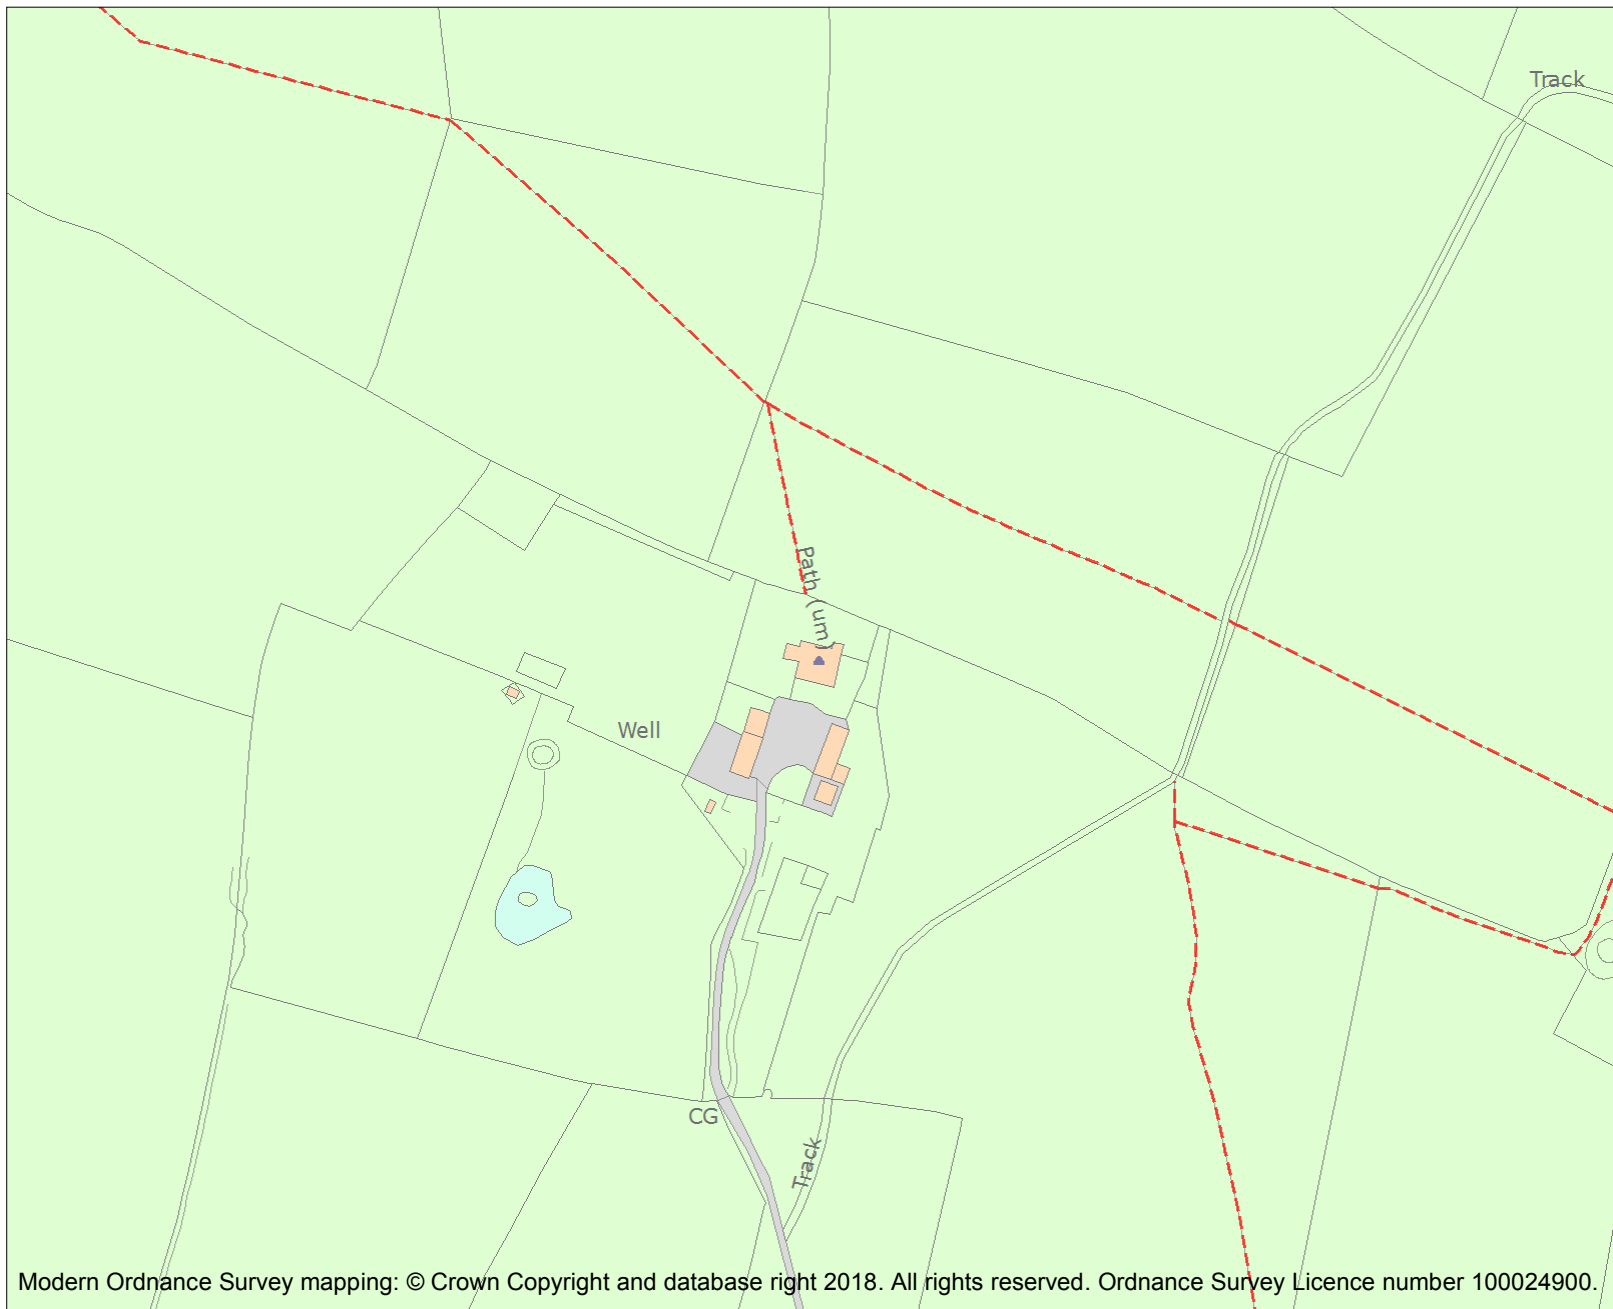 Track
Path (um)
Well
CG
Track
Modern Ordnance Survey mapping: © Crown Copyright and database right 2018. All rights reserved. Ordnance Survey Licence number 100024900.